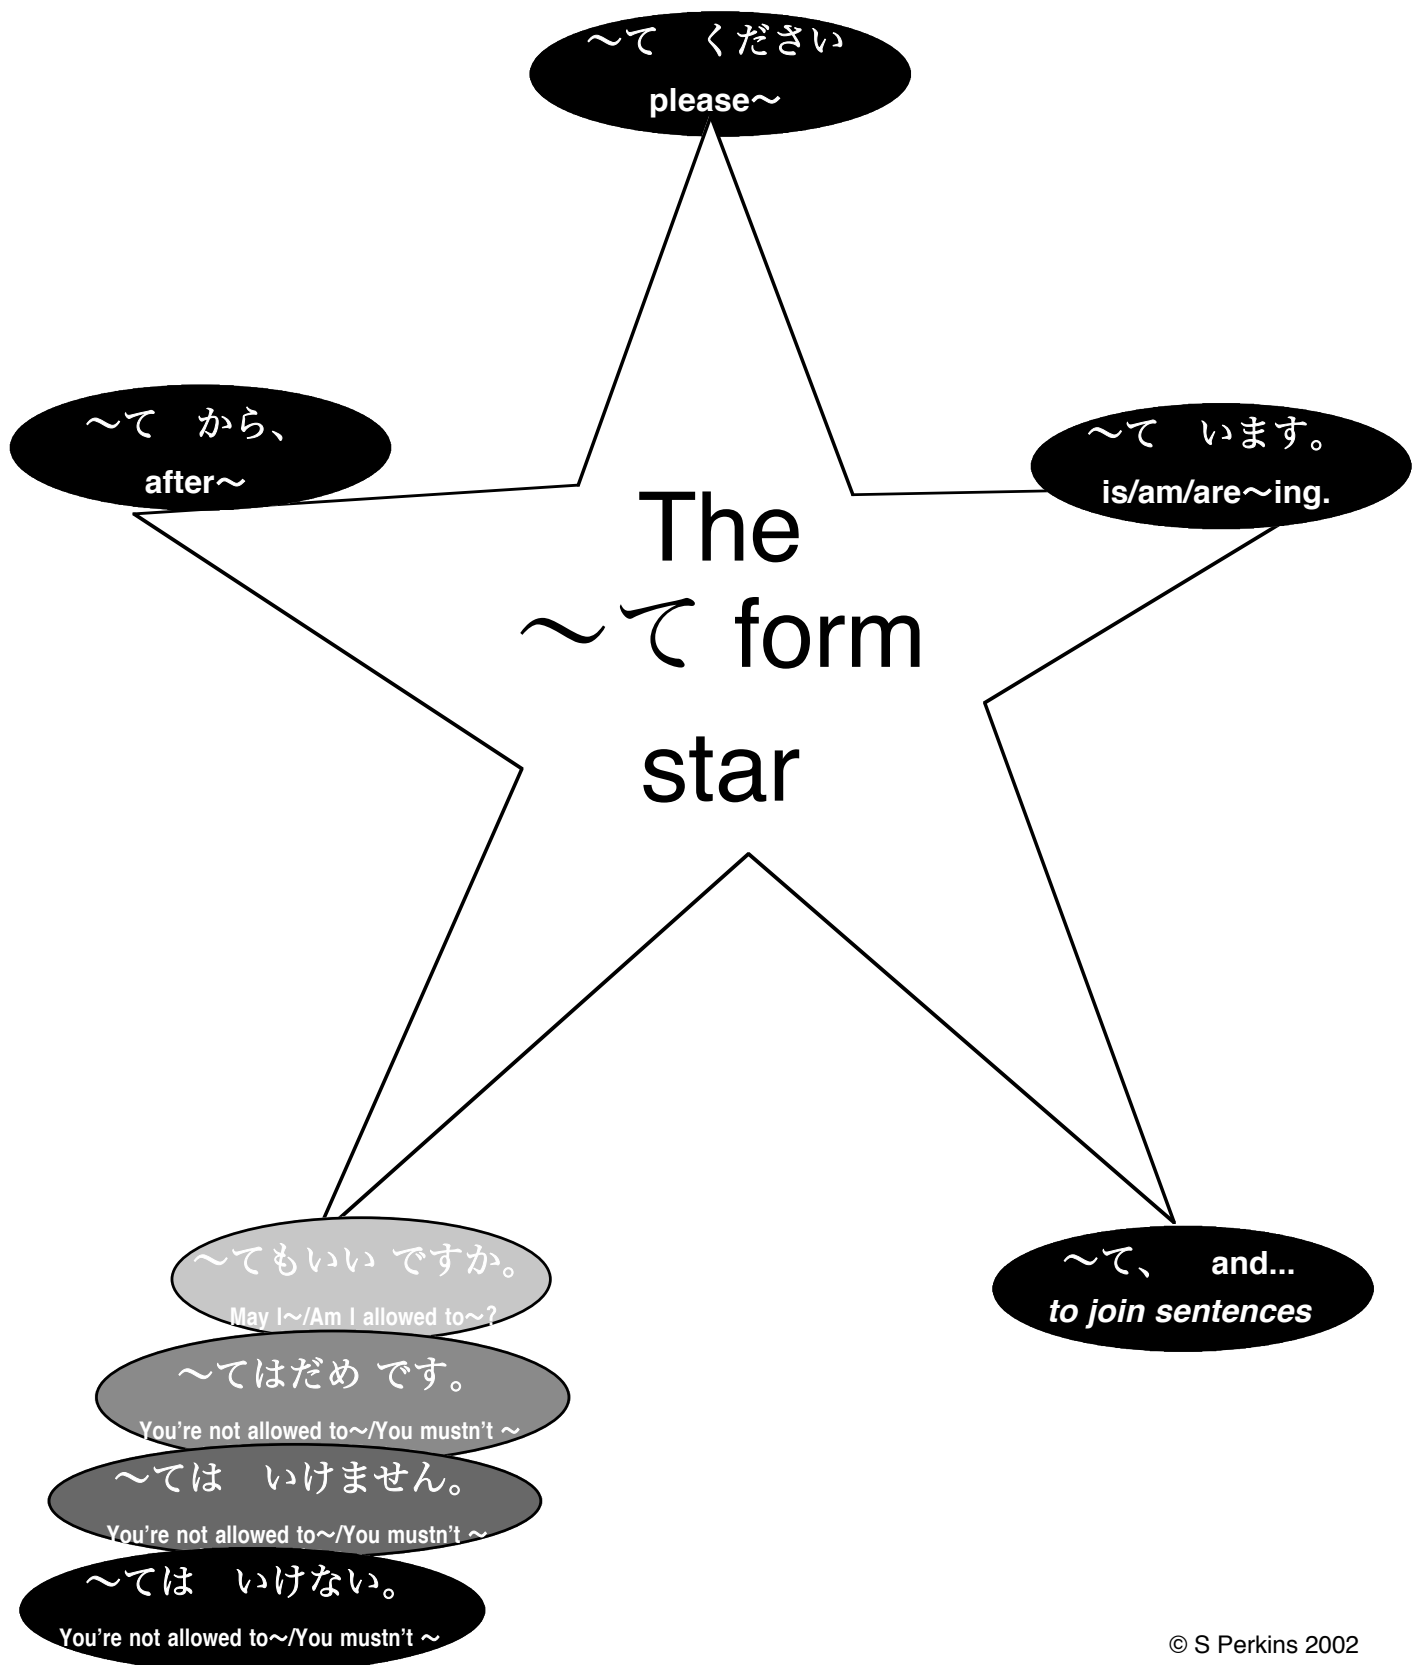 〜て　ください
please〜
〜て　から、
after〜
〜て　います。
is/am/are〜ing.
The
〜て form
star
〜てもいい ですか。
May I〜/Am I allowed to〜?
〜てはだめ です。
You're not allowed to〜/You mustn't 〜
〜ては　いけません。
You're not allowed to〜/You mustn't 〜
〜ては　いけない。
You're not allowed to〜/You mustn't 〜
〜て、　and...
to join sentences
© S Perkins 2002